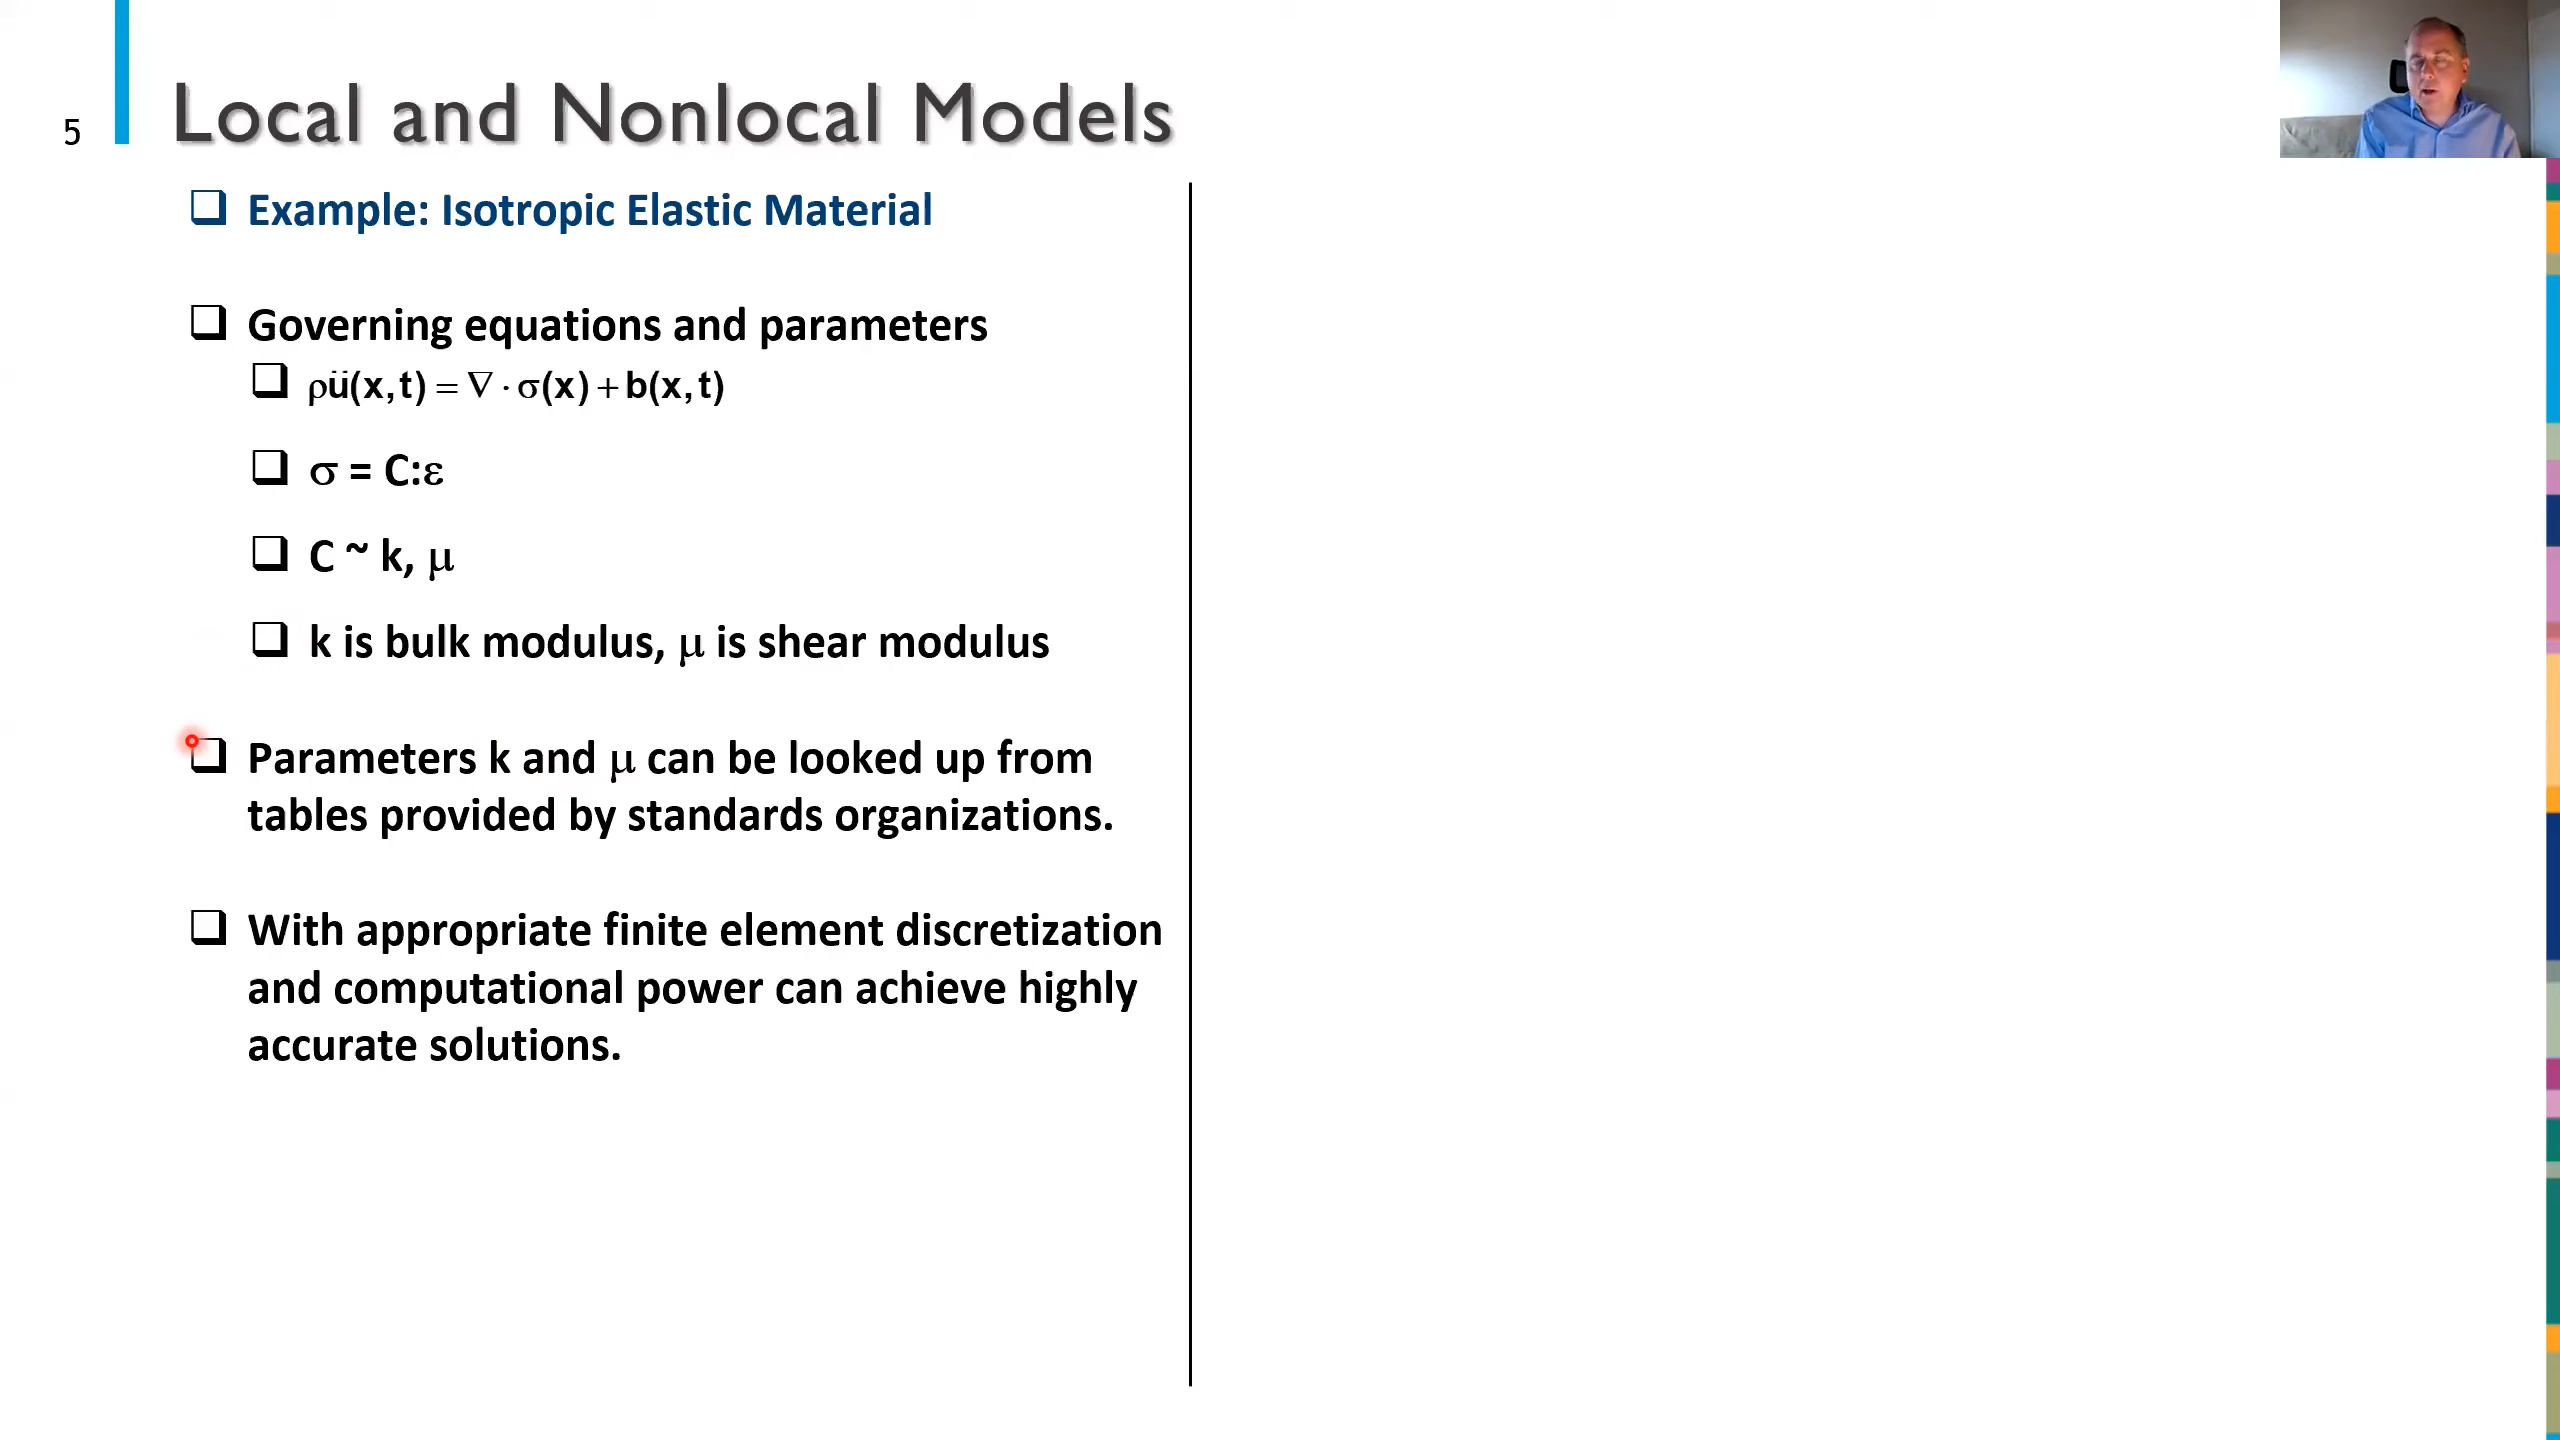 5
Local and Nonlocal Models
Example: Isotropic Elastic Material
Governing equations and parameters
ρü(x,t) = ∇ · σ(x) + b(x,t)
σ = C:ε
C ~ k, μ
k is bulk modulus, μ is shear modulus
Parameters k and μ can be looked up from
tables provided by standards organizations.
With appropriate finite element discretization
and computational power can achieve highly
accurate solutions.